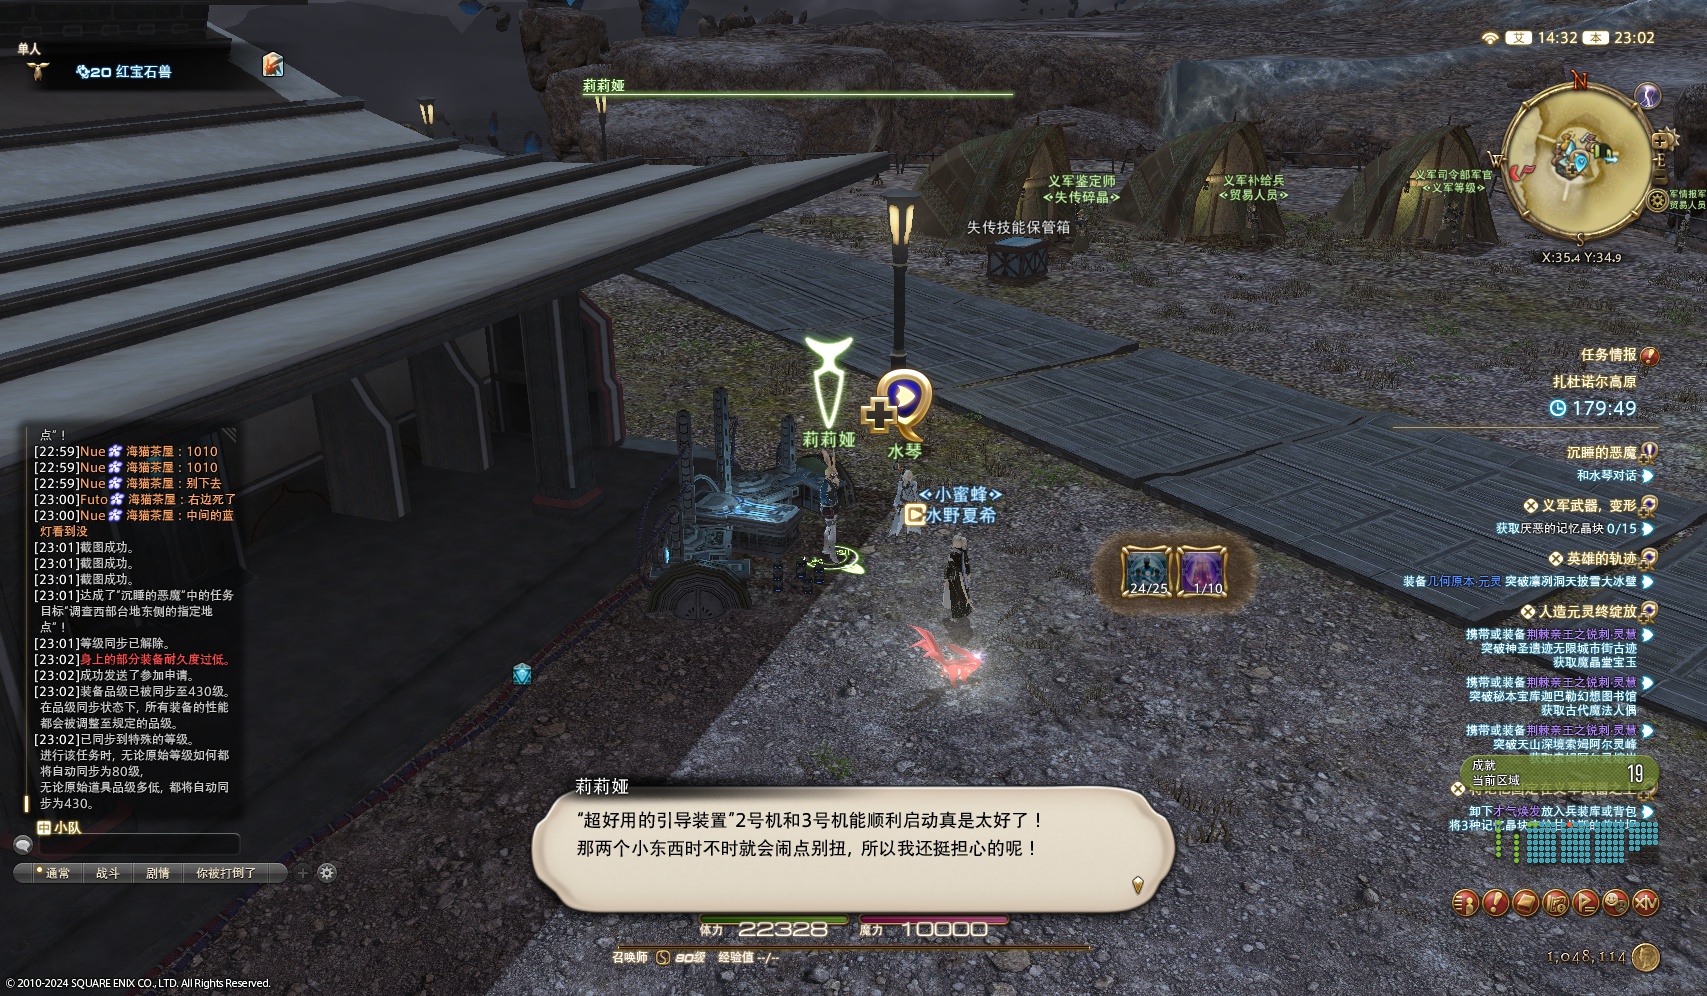 单人
20 红宝石兽
莉莉娅
艾 14:32 本 23:02
N
W
E
S
X:35.4 Y:34.9
义军鉴定师
<失传碎晶>
义军补给兵
<贸易人员>
义军司令部军官
<义军等级>
军情报军
贸易人员
失传技能保管箱
莉莉娅
水琴
<小蜜蜂>
水野夏希
24/25
1/10
任务情报
扎杜诺尔高原
179:49
沉睡的恶魔
和水琴对话
义军武器，变形
获取厌恶的记忆晶块 0/15
英雄的轨迹
装备几何原本·元灵 突破凛冽洞天披雪大冰壁
人造元灵终绽放
携带或装备荆棘亲王之锐刺·灵慧
突破神圣遗迹无限城市街古迹
获取魔晶堂宝玉
携带或装备荆棘亲王之锐刺·灵慧
突破秘本宝库迦巴勒幻想图书馆
获取古代魔法人偶
携带或装备荆棘亲王之锐刺·灵慧
突破天山深境索姆阿尔灵峰
成就
当前区域
19
卸下才气焕发放入兵装库或背包
点”！
[22:59]Nue 海猫茶屋：1010
[22:59]Nue 海猫茶屋：1010
[22:59]Nue 海猫茶屋：别下去
[23:00]Futo 海猫茶屋：右边死了
[23:00]Nue 海猫茶屋：中间的蓝
灯看到没
[23:01]截图成功。
[23:01]截图成功。
[23:01]截图成功。
[23:01]达成了“沉睡的恶魔”中的任务
目标“调查西部台地东侧的指定地
点”！
[23:01]等级同步已解除。
[23:02]身上的部分装备耐久度过低。
[23:02]成功发送了参加申请。
[23:02]装备品级已被同步至430级。
在品级同步状态下，所有装备的性能
都会被调整至规定的品级。
[23:02]已同步到特殊的等级。
进行该任务时，无论原始等级如何都
将自动同步为80级，
无论原始道具品级多低，都将自动同
步为430。
小队
通常 战斗 剧情 你被打倒了
莉莉娅
“超好用的引导装置”2号机和3号机能顺利启动真是太好了！
那两个小东西时不时就会闹点别扭，所以我还挺担心的呢！
体力 22328 魔力 10000
召唤师 80级 经验值 --/--
1,048,114
© 2010-2024 SQUARE ENIX CO., LTD. All Rights Reserved.